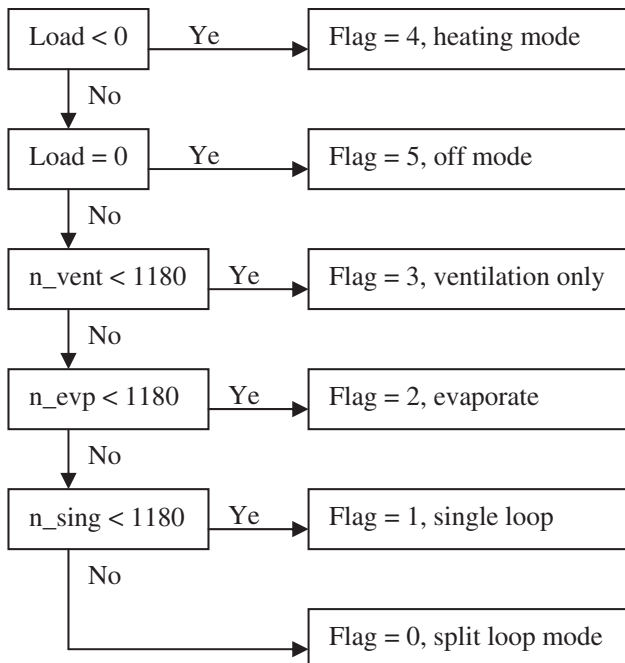 Load < 0
Ye
Flag = 4, heating mode
No
Load = 0
Ye
Flag = 5, off mode
No
n_vent < 1180
Ye
Flag = 3, ventilation only
No
n_evp < 1180
Ye
Flag = 2, evaporate
No
n_sing < 1180
Ye
Flag = 1, single loop
No
Flag = 0, split loop mode